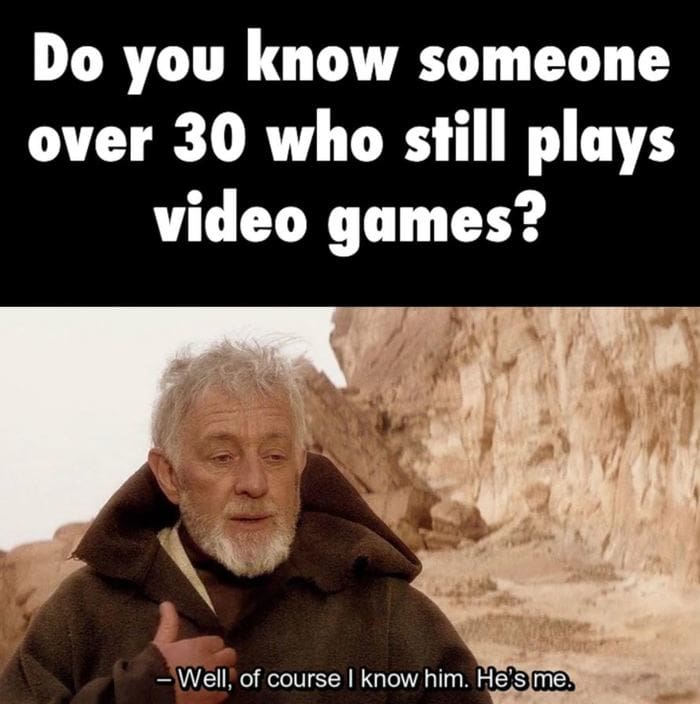 Do you know someone
over 30 who still plays
video games?
– Well, of course I know him. He's me.